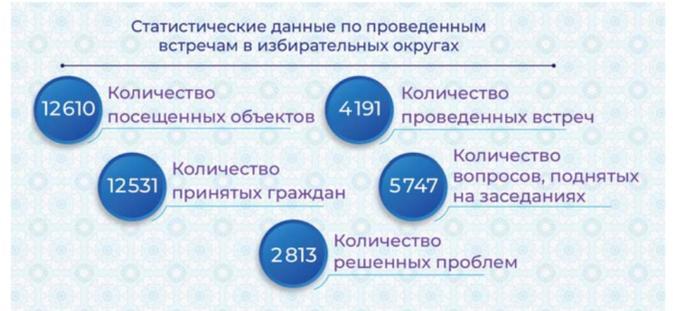 Статистические данные по проведенным
встречам в избирательных округах
12610
Количество
посещенных объектов
4191
Количество
проведенных встреч
12531
Количество
принятых граждан
5747
Количество
вопросов, поднятых
на заседаниях
2813
Количество
решенных проблем